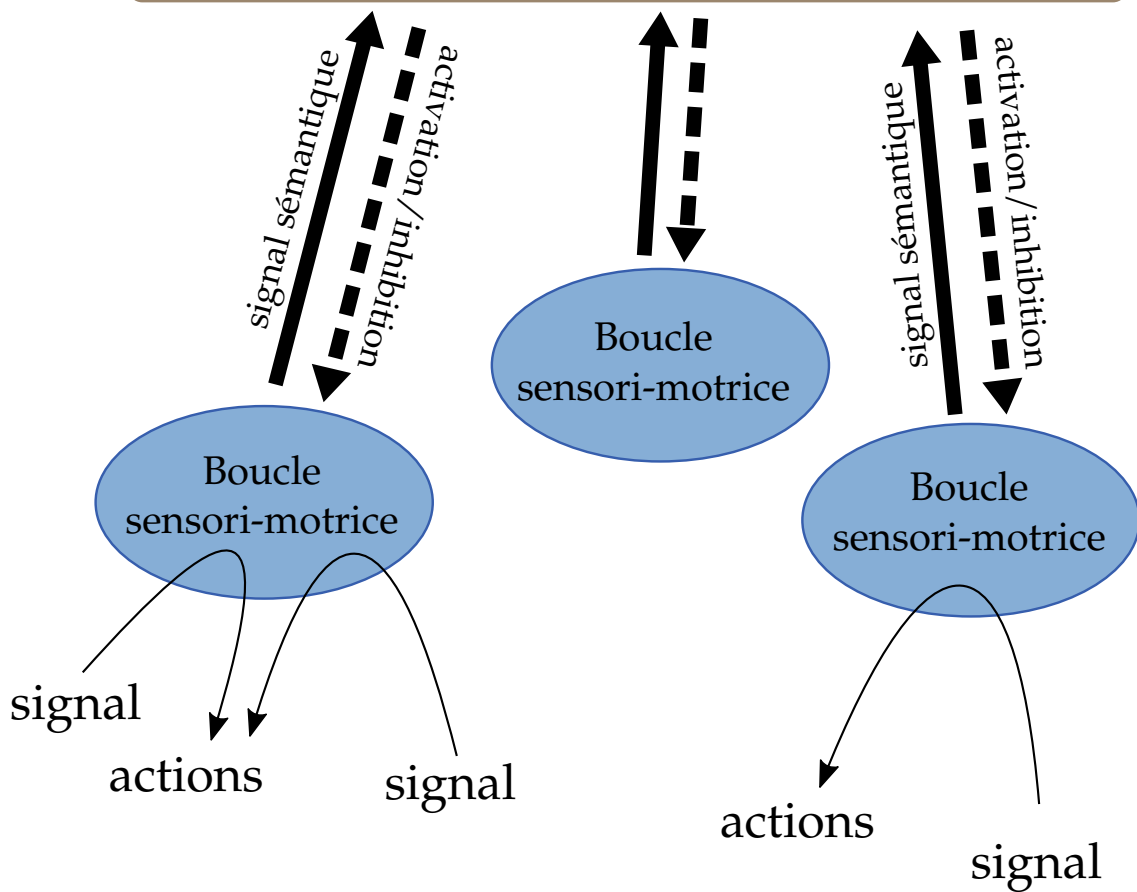 signal sémantique
activation/inhibition
signal sémantique
activation/inhibition
Boucle
sensori-motrice
Boucle
sensori-motrice
Boucle
sensori-motrice
signal
actions
signal
actions
signal